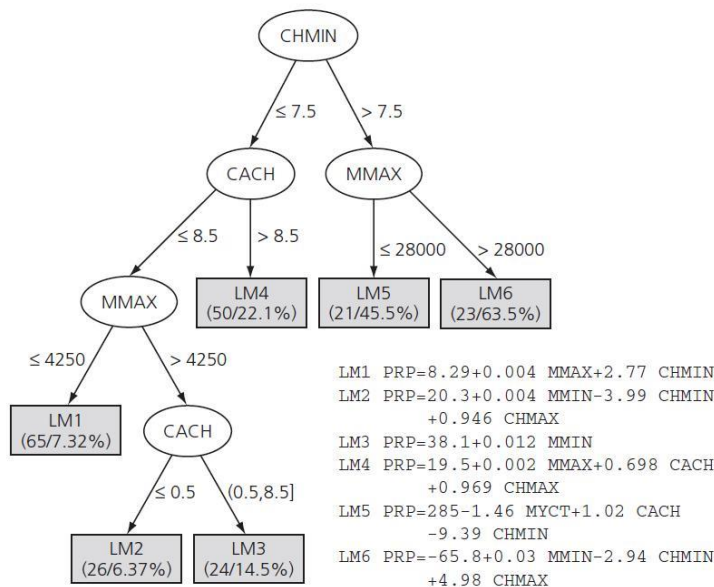 CHMIN
≤ 7.5
> 7.5
CACH
MMAX
≤ 8.5
> 8.5
≤ 28000
> 28000
MMAX
LM4
(50/22.1%)
LM5
(21/45.5%)
LM6
(23/63.5%)
≤ 4250
> 4250
LM1
(65/7.32%)
CACH
≤ 0.5
(0.5,8.5]
LM2
(26/6.37%)
LM3
(24/14.5%)
LM1 PRP=8.29+0.004 MMAX+2.77 CHMIN
LM2 PRP=20.3+0.004 MMIN-3.99 CHMIN
+0.946 CHMAX
LM3 PRP=38.1+0.012 MMIN
LM4 PRP=19.5+0.002 MMAX+0.698 CACH
+0.969 CHMAX
LM5 PRP=285-1.46 MYCT+1.02 CACH
-9.39 CHMIN
LM6 PRP=-65.8+0.03 MMIN-2.94 CHMIN
+4.98 CHMAX